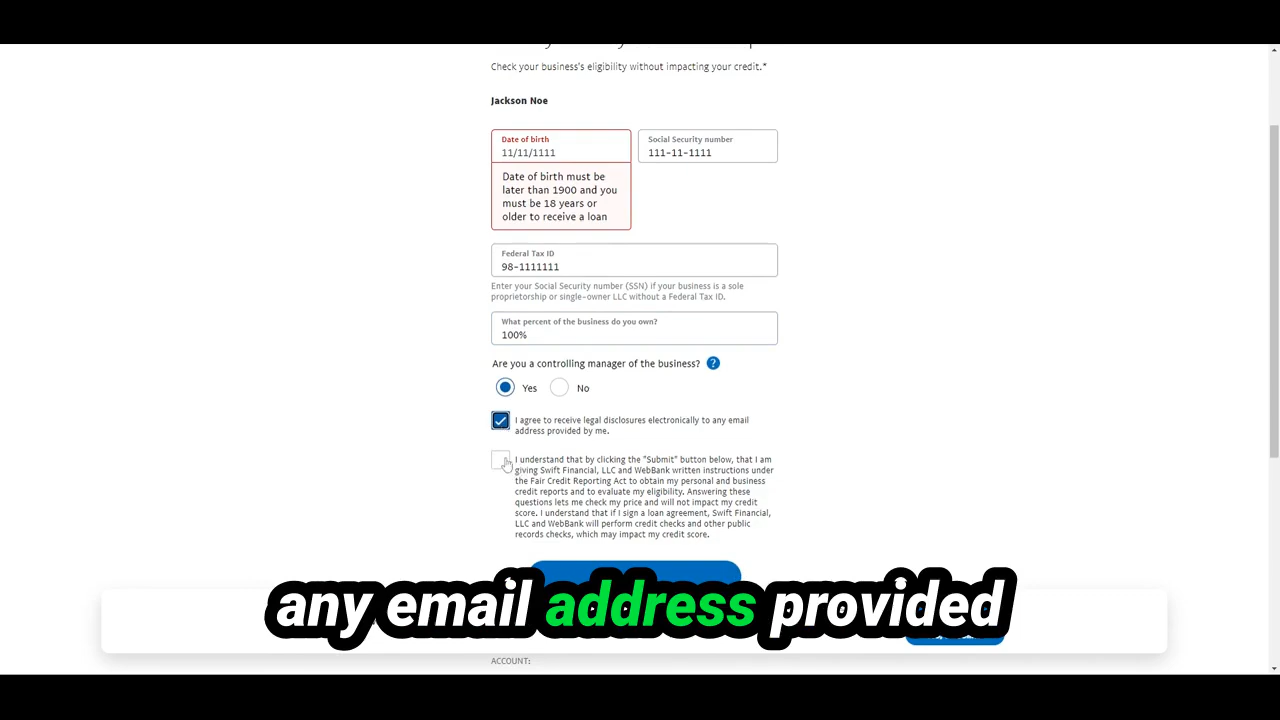 Check your business's eligibility without impacting your credit.*
Jackson Noe
Date of birth
11/11/1111
Social Security number
111-11-1111
Date of birth must be
later than 1900 and you
must be 18 years or
older to receive a loan
Federal Tax ID
98-1111111
Enter your Social Security number (SSN) if your business is a sole
proprietorship or single-owner LLC without a Federal Tax ID.
What percent of the business do you own?
100%
Are you a controlling manager of the business? ?
Yes No
I agree to receive legal disclosures electronically to any email
address provided by me.
I understand that by clicking the "Submit" button below, that I am
giving Swift Financial, LLC and WebBank written instructions under
the Fair Credit Reporting Act to obtain my personal and business
credit reports and to evaluate my eligibility. Answering these
questions lets me check my price and will not impact my credit
score. I understand that if I sign a loan agreement, Swift Financial,
LLC and WebBank will perform credit checks and other public
records checks, which may impact my credit score.
any email address provided
ACCOUNT: